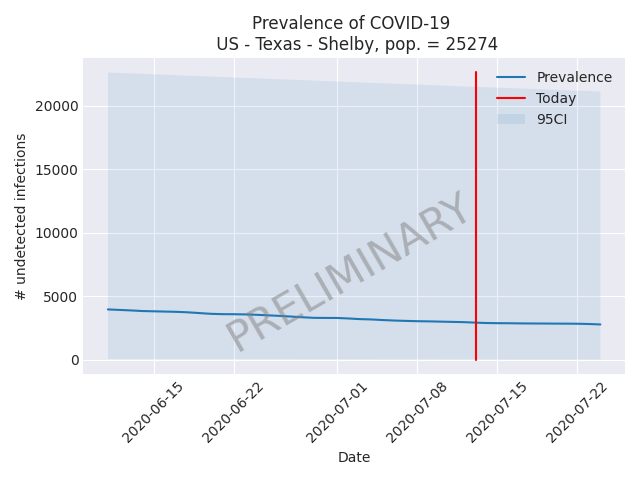 Prevalence of COVID-19
US - Texas - Shelby, pop. = 25274
Prevalence
Today
95CI
# undetected infections
20000
15000
10000
5000
0
PRELIMINARY
2020-06-15
2020-06-22
2020-07-01
2020-07-08
2020-07-15
2020-07-22
Date